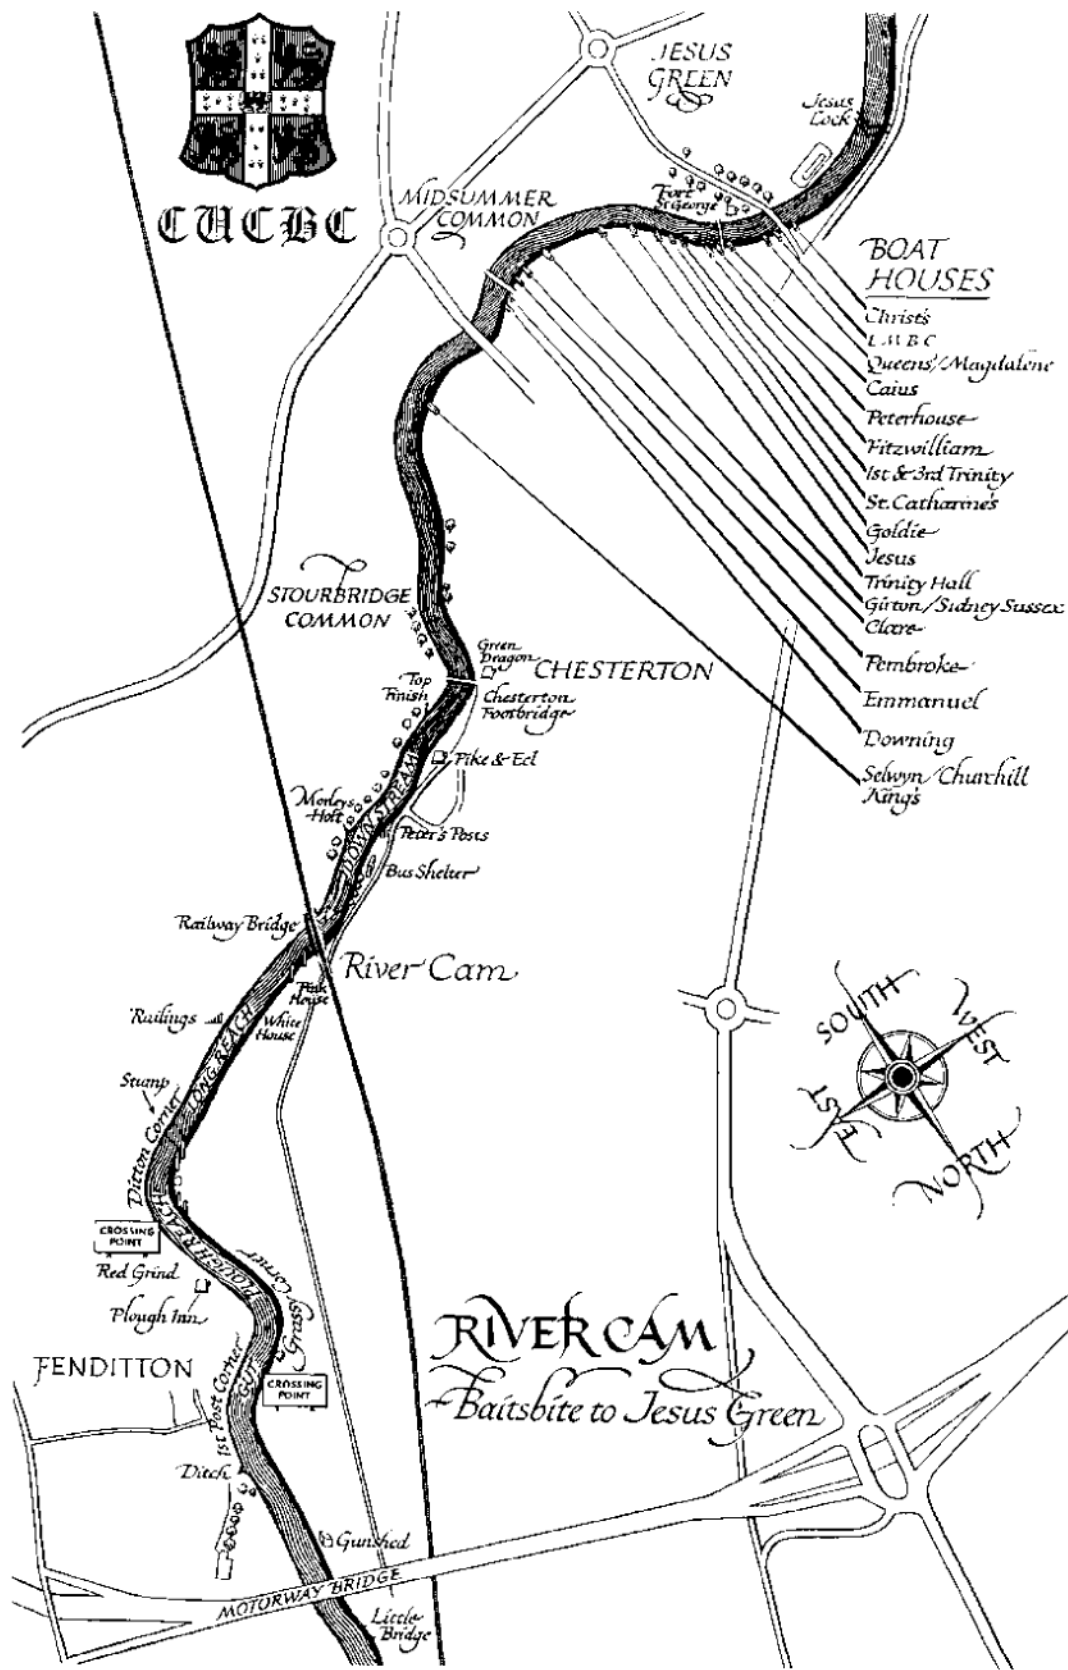 JESUS
GREEN
Jesus
Lock
CUCBC
MIDSUMMER
COMMON
Fort
St George
BOAT
HOUSES
Christ's
L M B C
Queens'/Magdalene
Caius
Peterhouse
Fitzwilliam
1st & 3rd Trinity
St. Catharine's
Goldie
Jesus
Trinity Hall
Girton/Sidney Sussex
Clare
Pembroke
Emmanuel
Downing
Selwyn/Churchill
King's
STOURBRIDGE
COMMON
Green
Dragon
CHESTERTON
Top
Finish
Chesterton
Footbridge
Pike & Eel
DOWN STREAM
Morleys
Holt
Peter's Posts
Bus Shelter
Railway Bridge
River Cam
Pink
House
Railings
White
House
LONG REACH
Stump
Ditton Corner
SOUTH
WEST
EAST
NORTH
CROSSING
POINT
PLOUGH REACH
Red Grind
Plough Inn
Grassy Corner
RIVER CAM
Baitsbite to Jesus Green
FENDITTON
1st Post Corner
GUT
CROSSING
POINT
Ditch
Gunshed
MOTORWAY BRIDGE
Little
Bridge